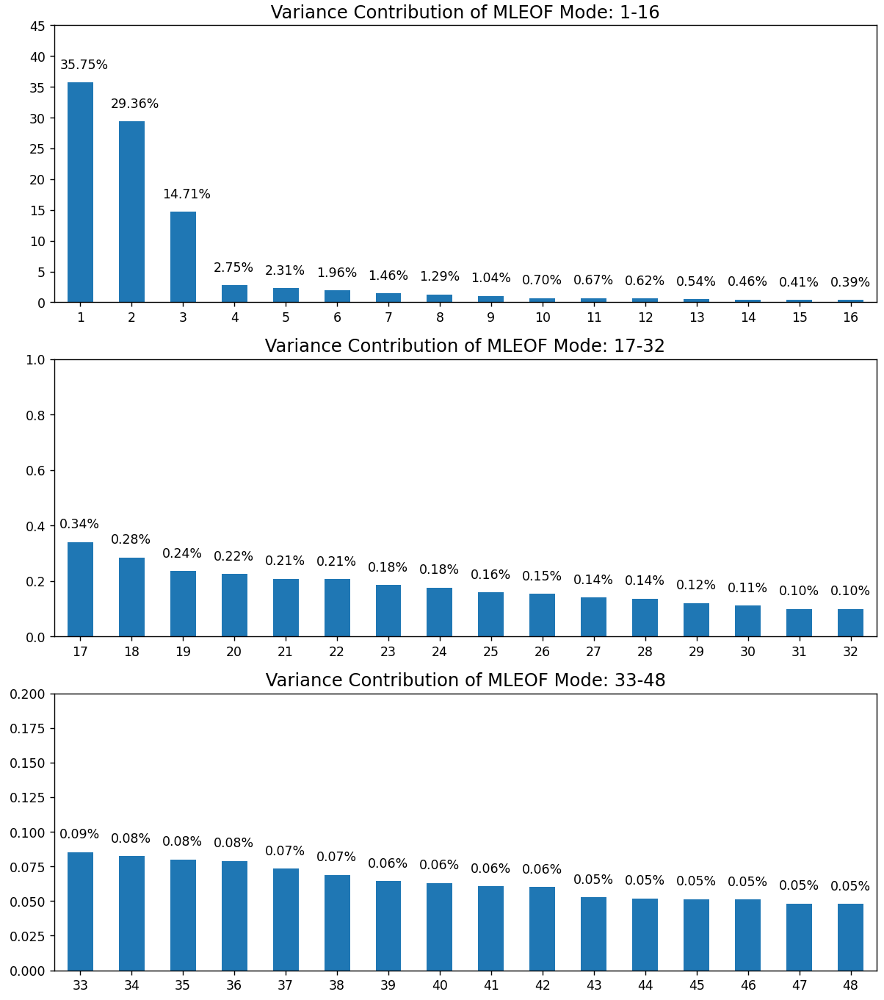 Variance Contribution of MLEOF Mode: 1-16
45
40
35
30
25
20
15
10
5
0
35.75% 29.36% 14.71% 2.75% 2.31% 1.96% 1.46% 1.29% 1.04% 0.70% 0.67% 0.62% 0.54% 0.46% 0.41% 0.39%
1 2 3 4 5 6 7 8 9 10 11 12 13 14 15 16
Variance Contribution of MLEOF Mode: 17-32
1.0
0.8
0.6
0.4
0.2
0.0
0.34% 0.28% 0.24% 0.22% 0.21% 0.21% 0.18% 0.18% 0.16% 0.15% 0.14% 0.14% 0.12% 0.11% 0.10% 0.10%
17 18 19 20 21 22 23 24 25 26 27 28 29 30 31 32
Variance Contribution of MLEOF Mode: 33-48
0.200
0.175
0.150
0.125
0.100
0.075
0.050
0.025
0.000
0.09% 0.08% 0.08% 0.08% 0.07% 0.07% 0.06% 0.06% 0.06% 0.06% 0.05% 0.05% 0.05% 0.05% 0.05% 0.05%
33 34 35 36 37 38 39 40 41 42 43 44 45 46 47 48